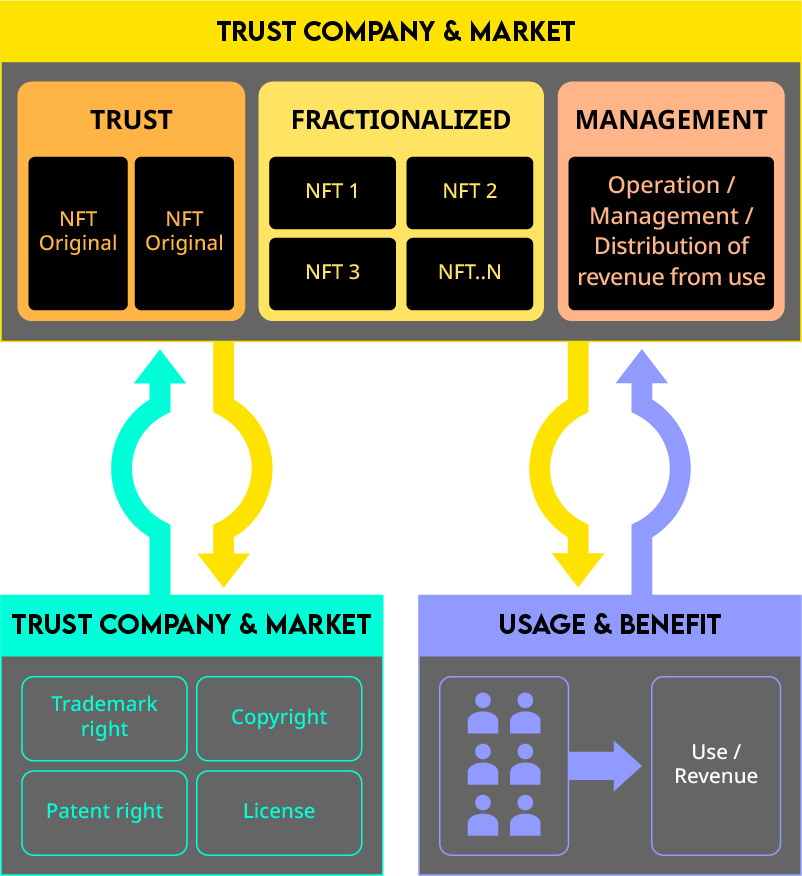 TRUST COMPANY & MARKET
TRUST
NFT
Original
NFT
Original
FRACTIONALIZED
NFT 1
NFT 2
NFT 3
NFT..N
MANAGEMENT
Operation /
Management /
Distribution of
revenue from use
TRUST COMPANY & MARKET
Trademark
right
Copyright
Patent right
License
USAGE & BENEFIT
Use /
Revenue